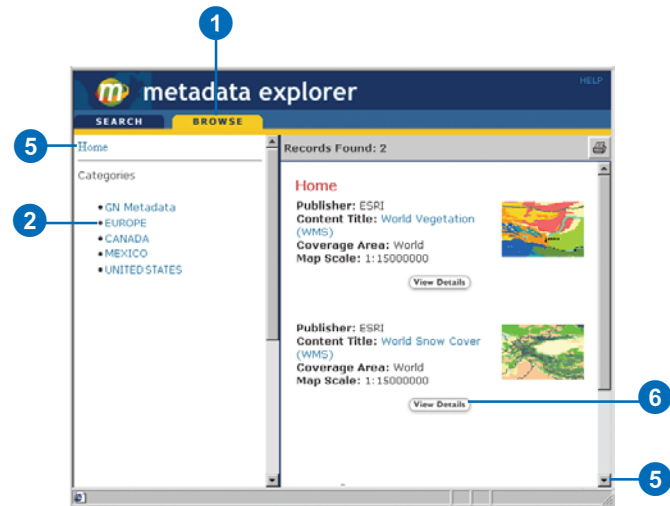 1
m metadata explorer
HELP
SEARCH BROWSE
5
Home
Records Found: 2
Categories
2
• GN Metadata
• EUROPE
• CANADA
• MEXICO
• UNITED STATES
Home
Publisher: ESRI
Content Title: World Vegetation
(WMS)
Coverage Area: World
Map Scale: 1:15000000
View Details
Publisher: ESRI
Content Title: World Snow Cover
(WMS)
Coverage Area: World
Map Scale: 1:15000000
View Details
6
5